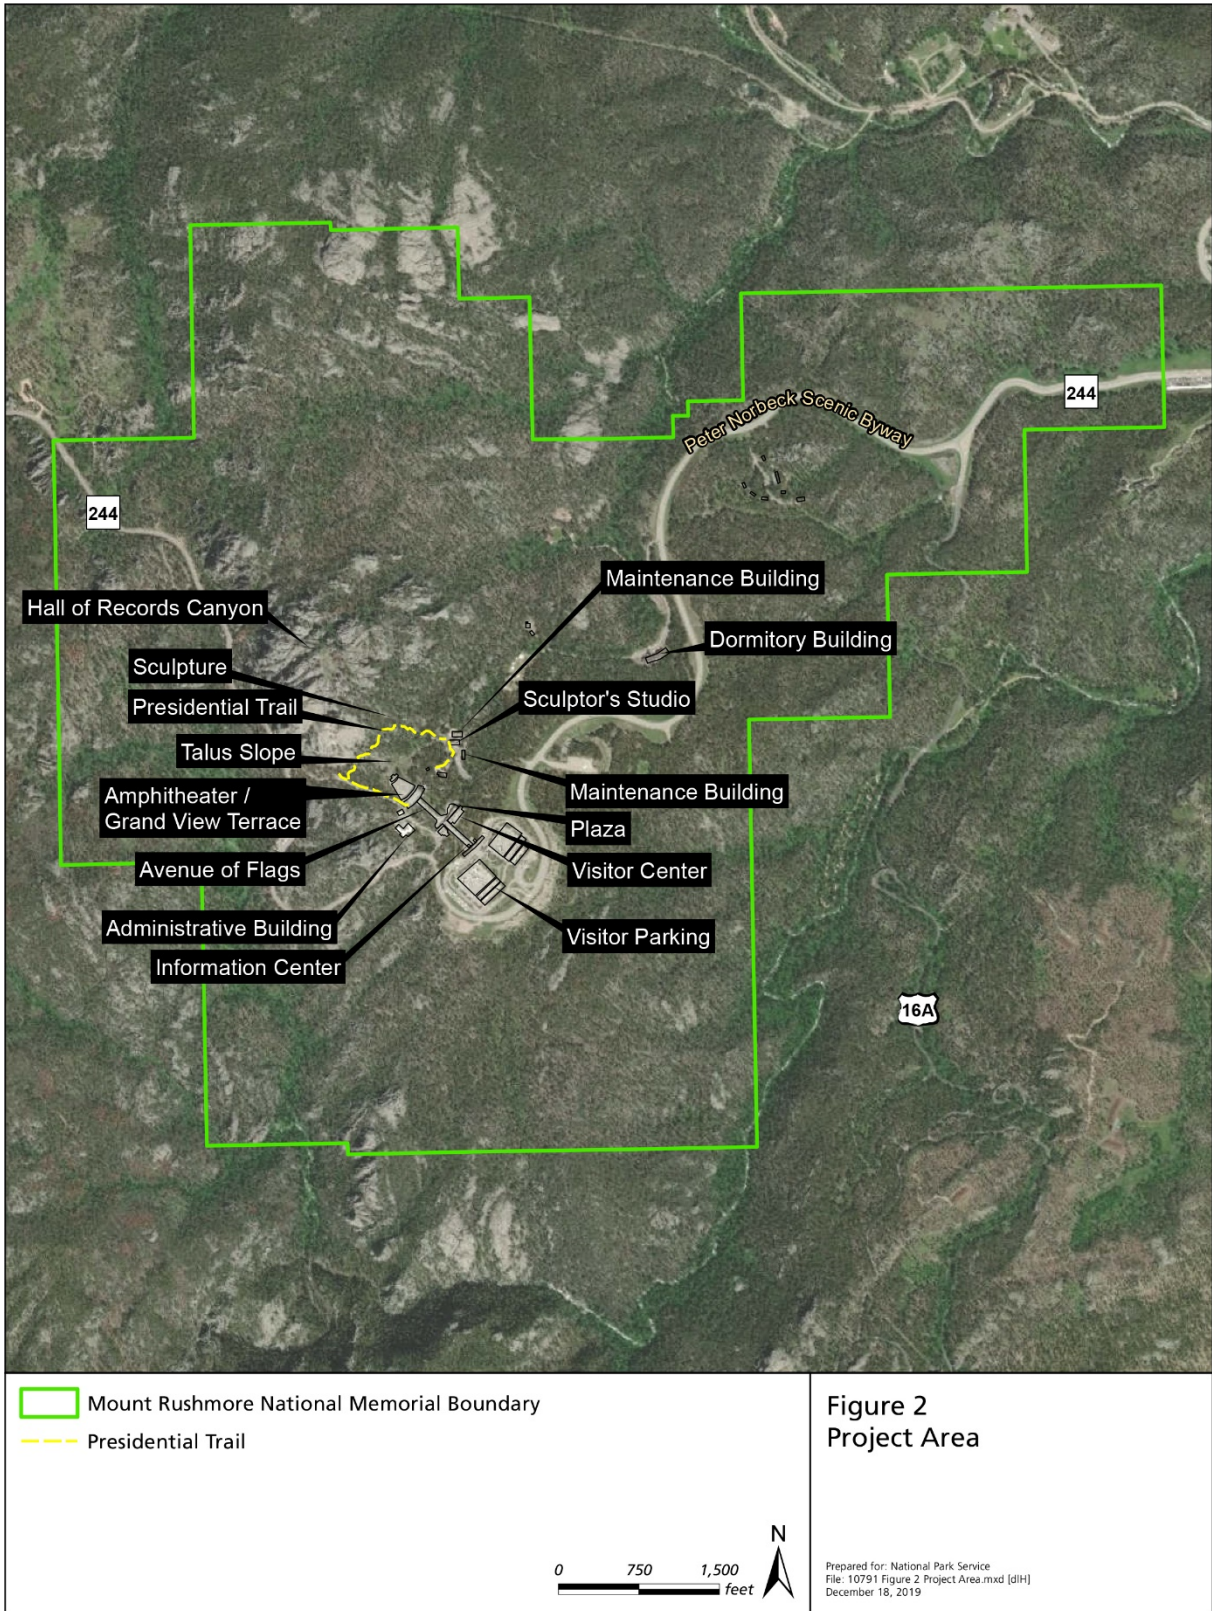 Peter Norbeck Scenic Byway
244
244
Maintenance Building
Hall of Records Canyon
Dormitory Building
Sculpture
Sculptor's Studio
Presidential Trail
Talus Slope
Maintenance Building
Amphitheater /
Grand View Terrace
Plaza
Avenue of Flags
Visitor Center
Administrative Building
Visitor Parking
Information Center
16A
Mount Rushmore National Memorial Boundary
Presidential Trail
Figure 2
Project Area
N
0 750 1,500
feet
Prepared for: National Park Service
File: 10791 Figure 2 Project Area.mxd [dlH]
December 18, 2019